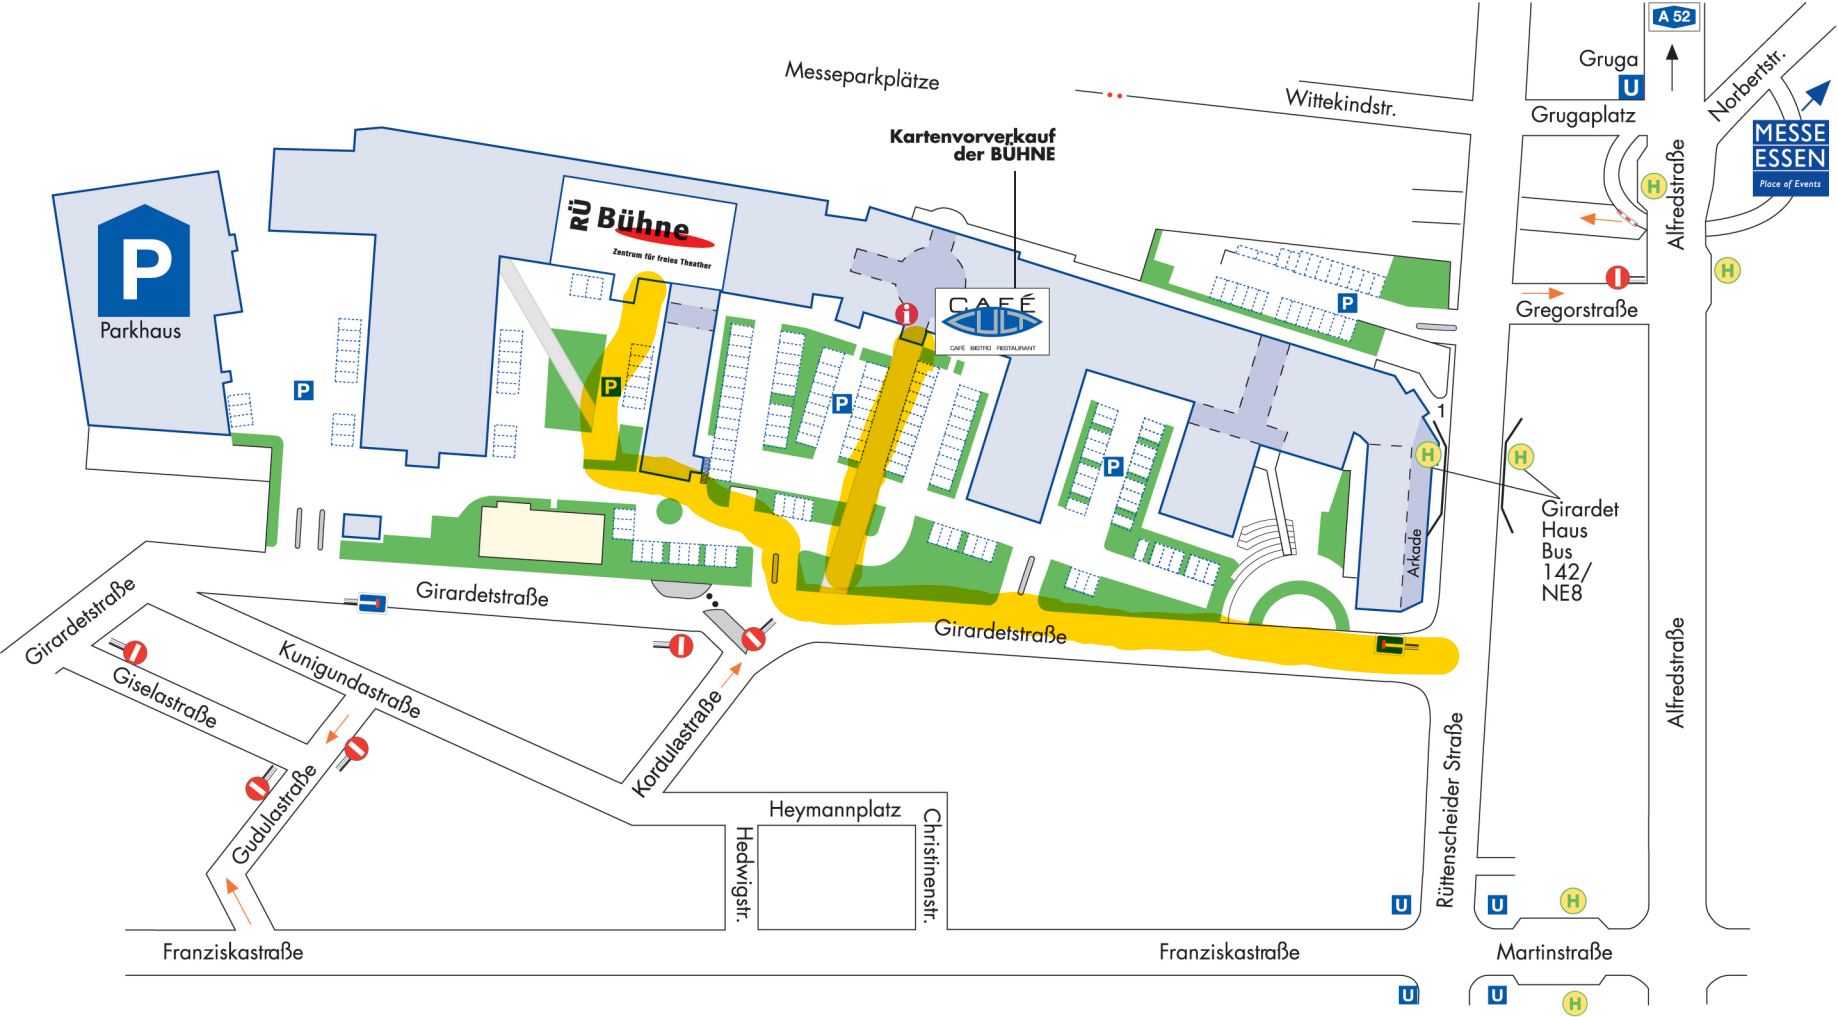 A 52
Gruga
U
Norbertstr.
Messeparkplätze
Wittekindstr.
Grugaplatz
MESSE
ESSEN
Place of Events
Kartenvorverkauf
der BÜHNE
Alfredstraße
H
H
RÜ
Bühne
Zentrum für freies Theather
P
Parkhaus
i
CAFÉ
CULT
CAFÉ BISTRO RESTAURANT
P
Gregorstraße
P
P
P
P
1
H
H
Girardet
Haus
Bus
142/
NE8
Arkade
Girardetstraße
Girardetstraße
Girardetstraße
Kunigundastraße
Giselastraße
Gudulastraße
Kordulastraße
Alfredstraße
Rüttenscheider Straße
Heymannplatz
Hedwigstr.
Christinenstr.
U
U
H
Franziskastraße
Franziskastraße
Martinstraße
U
U
H